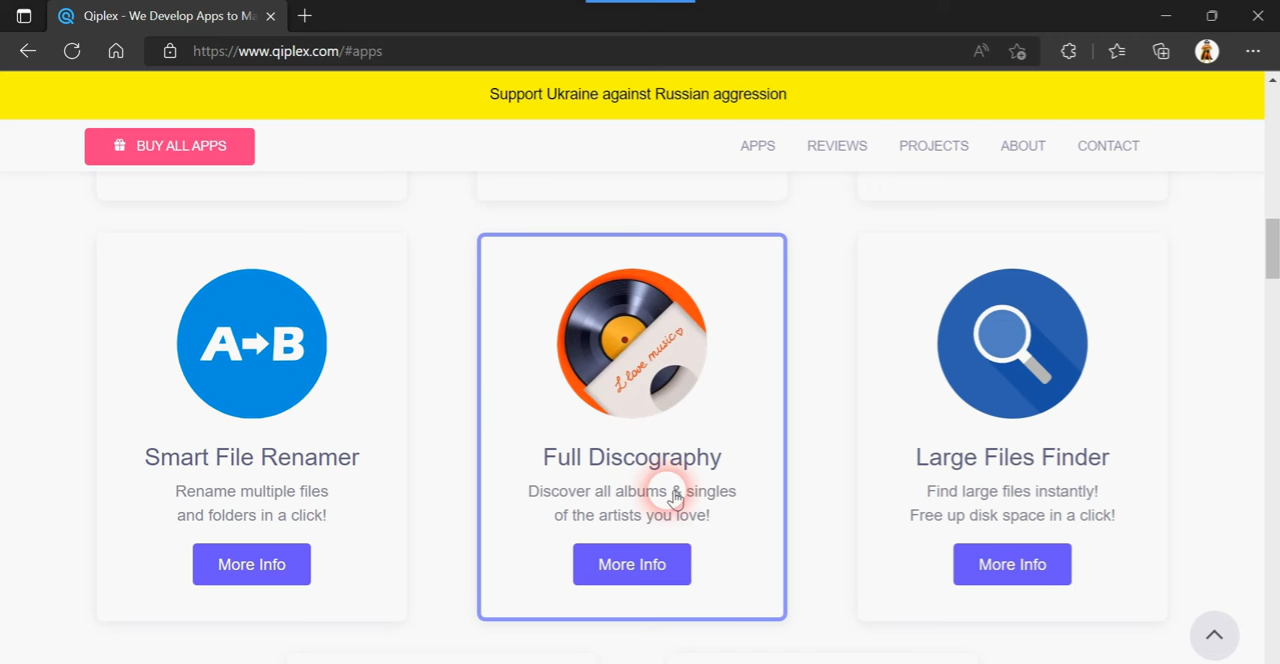 Qiplex - We Develop Apps to Ma
https://www.qiplex.com/#apps
Support Ukraine against Russian aggression
BUY ALL APPS
APPS
REVIEWS
PROJECTS
ABOUT
CONTACT
A→B
Smart File Renamer
Rename multiple files
and folders in a click!
More Info
I love music
Full Discography
Discover all albums & singles
of the artists you love!
More Info
Large Files Finder
Find large files instantly!
Free up disk space in a click!
More Info